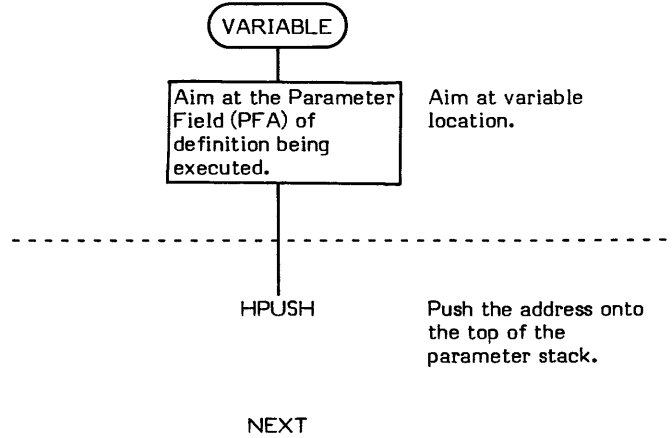 VARIABLE
Aim at the Parameter
Field (PFA) of
definition being
executed.
Aim at variable
location.
HPUSH
Push the address onto
the top of the
parameter stack.
NEXT